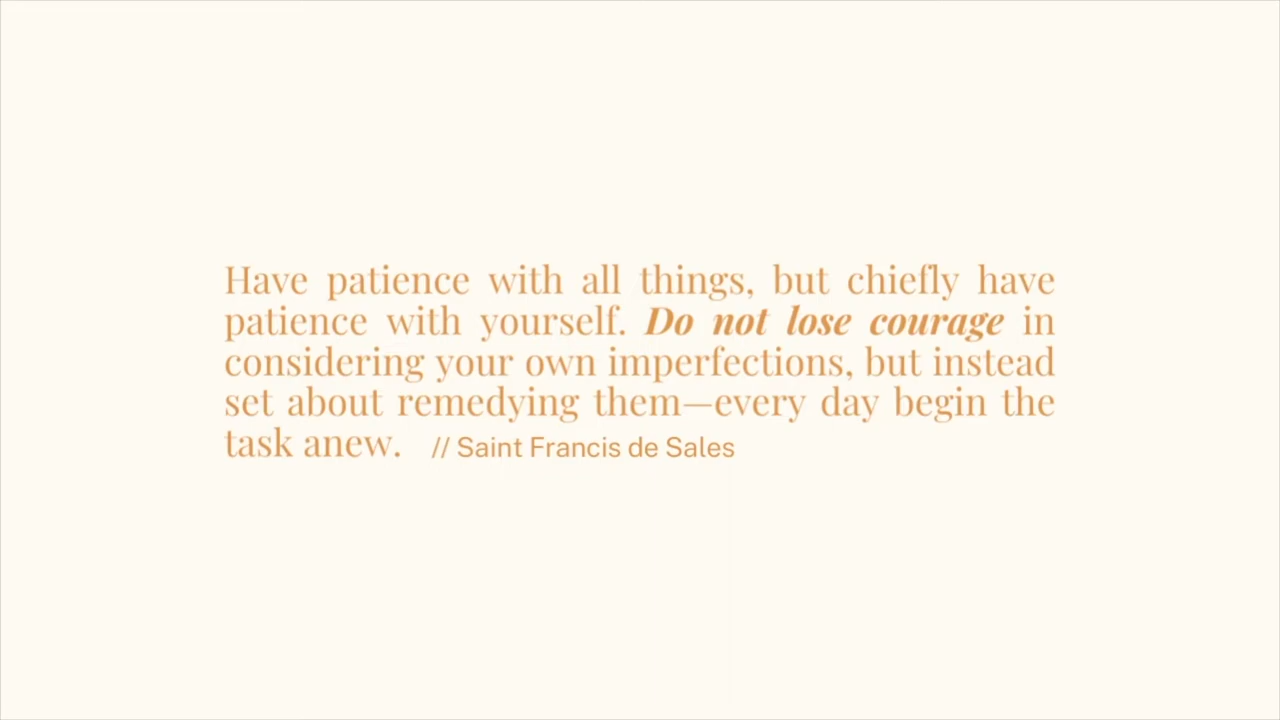 Have patience with all things, but chiefly have
patience with yourself. Do not lose courage in
considering your own imperfections, but instead
set about remedying them—every day begin the
task anew. // Saint Francis de Sales